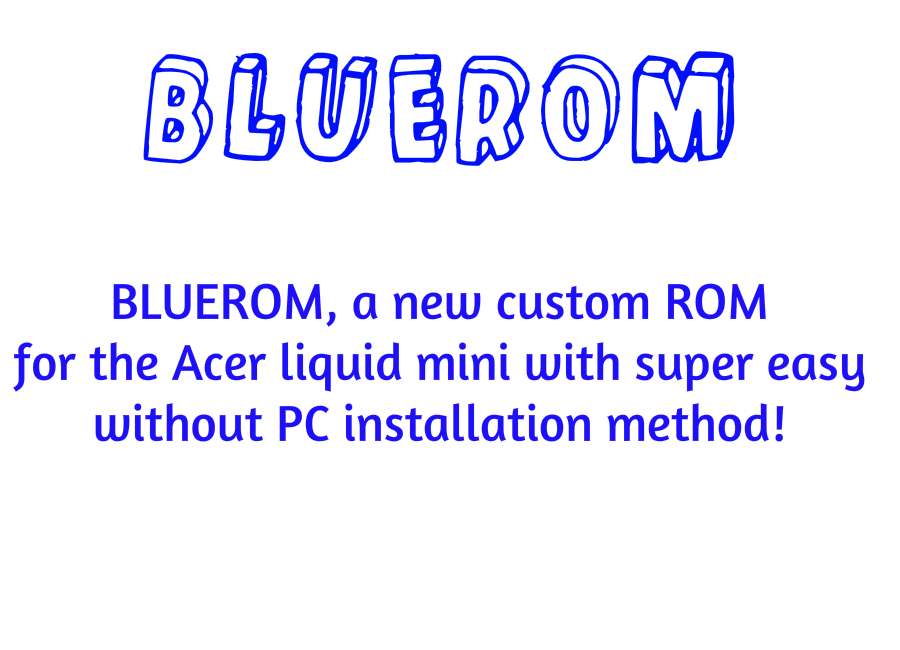 BLUEROM
BLUEROM, a new custom ROM
for the Acer liquid mini with super easy
without PC installation method!